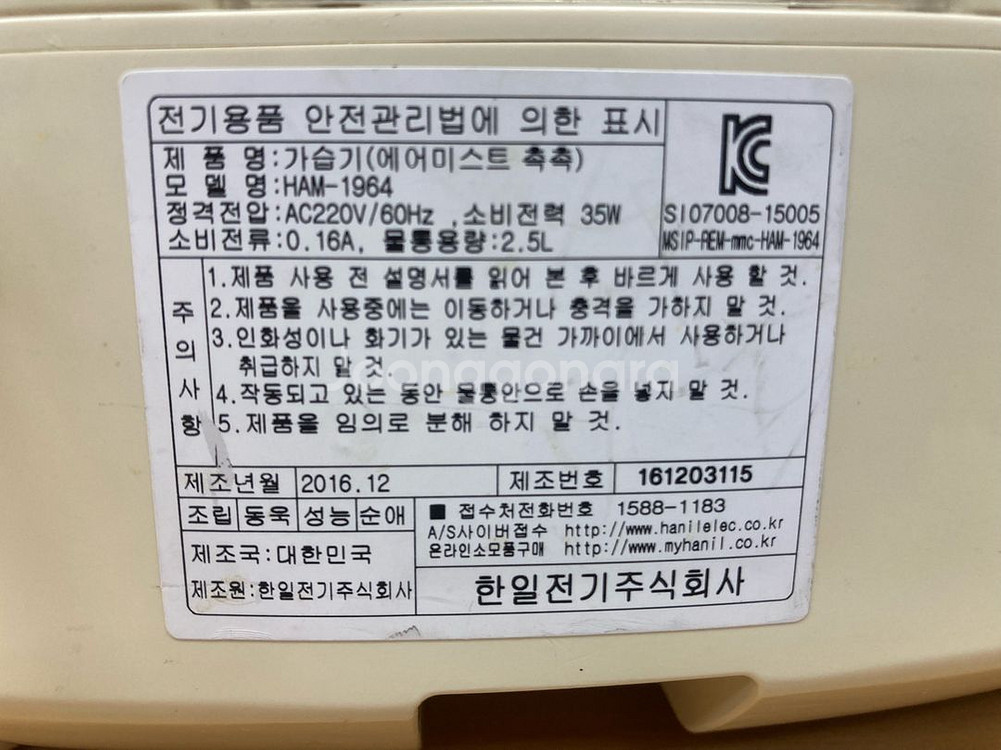 전기용품 안전관리법에 의한 표시
KC
제 품 명:가습기(에어미스트 촉촉)
모 델 명:HAM-1964
정격전압:AC220V/60Hz ,소비전력 35W
소비전류:0.16A, 물통용량:2.5L
SI07008-15005
MSIP-REM-mmc-HAM-1964
주의사항
1.제품 사용 전 설명서를 읽어 본 후 바르게 사용 할 것.
2.제품을 사용중에는 이동하거나 충격을 가하지 말 것.
3.인화성이나 화기가 있는 물건 가까이에서 사용하거나
취급하지 말 것.
4.작동되고 있는 동안 물통안으로 손을 넣지 말 것.
5.제품을 임의로 분해 하지 말 것.
joonggongra
제조년월 2016.12 제조번호 161203115
조립 동욱 성능 순애
■ 접수처전화번호 1588-1183
A/S사이버접수 http://www.hanilelec.co.kr
온라인소모품구매 http://www.myhanil.co.kr
제조국:대한민국
제조원:한일전기주식회사
한일전기주식회사